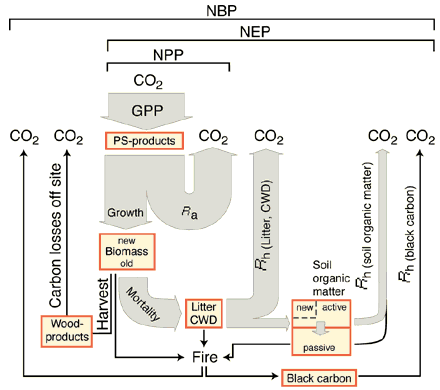 NBP
NEP
NPP
CO2
GPP
CO2
CO2
PS-products
CO2
CO2
CO2
CO2
Carbon losses off site
Growth
Ra
Rh (Litter, CWD)
Rh (soil organic matter)
Rh (black carbon)
new
Biomass
old
Soil
organic
matter
Mortality
Harvest
Litter
CWD
new
active
Wood-
products
passive
Fire
Black carbon